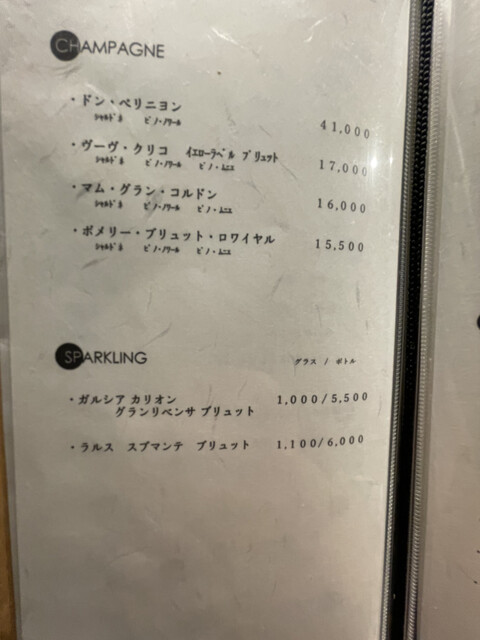 CHAMPAGNE
・ドン・ペリニヨン
シャルドネ ピノ・ノワール
41,000
・ヴーヴ・クリコ イエローラベル ブリュット
シャルドネ ピノ・ノワール ピノ・ムニエ
17,000
・マム・グラン・コルドン
シャルドネ ピノ・ノワール ピノ・ムニエ
16,000
・ポメリー・ブリュット・ロワイヤル
シャルドネ ピノ・ノワール ピノ・ムニエ
15,500
SPARKLING
グラス / ボトル
・ガルシア カリオン
グランリベンサ ブリュット
1,000/5,500
・ラルス スプマンテ ブリュット
1,100/6,000